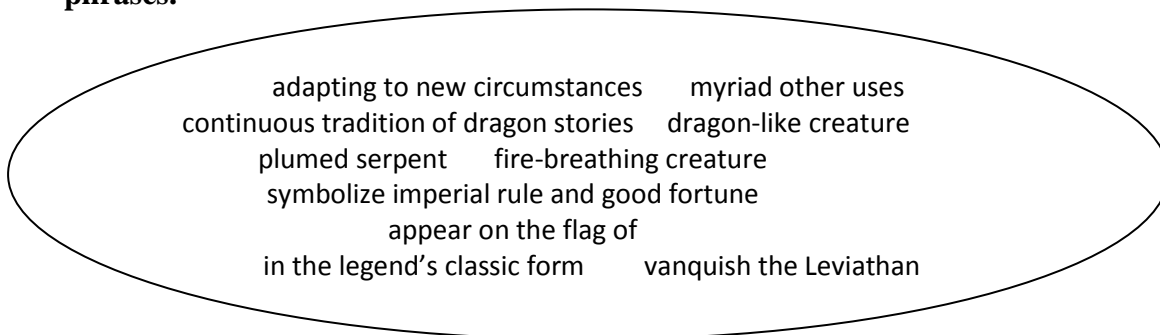 phrases:
adapting to new circumstances myriad other uses
continuous tradition of dragon stories dragon-like creature
plumed serpent fire-breathing creature
symbolize imperial rule and good fortune
appear on the flag of
in the legend's classic form vanquish the Leviathan